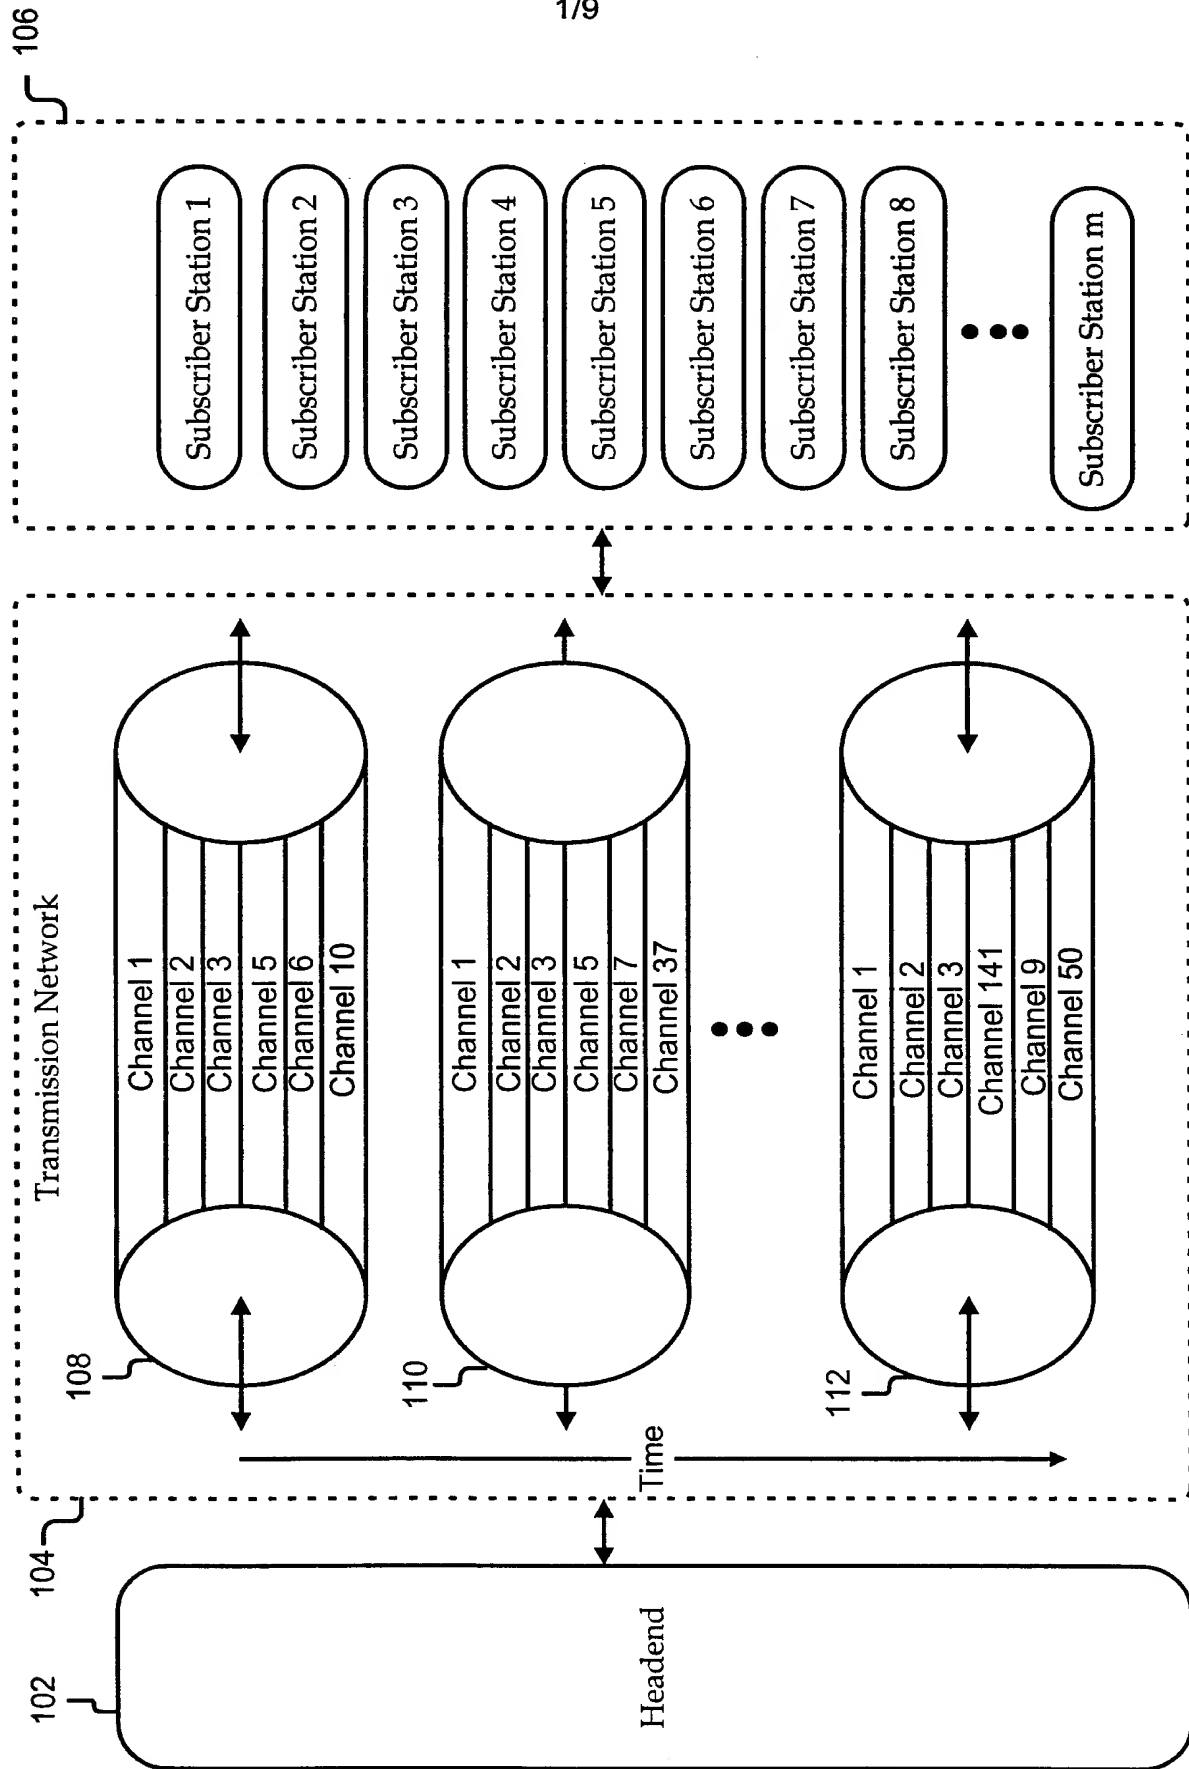 1/9
102
104
106
Headend
Transmission Network
Time
108
Channel 1
Channel 2
Channel 3
Channel 5
Channel 6
Channel 10
110
Channel 1
Channel 2
Channel 3
Channel 5
Channel 7
Channel 37
112
Channel 1
Channel 2
Channel 3
Channel 141
Channel 9
Channel 50
Subscriber Station 1
Subscriber Station 2
Subscriber Station 3
Subscriber Station 4
Subscriber Station 5
Subscriber Station 6
Subscriber Station 7
Subscriber Station 8
Subscriber Station m